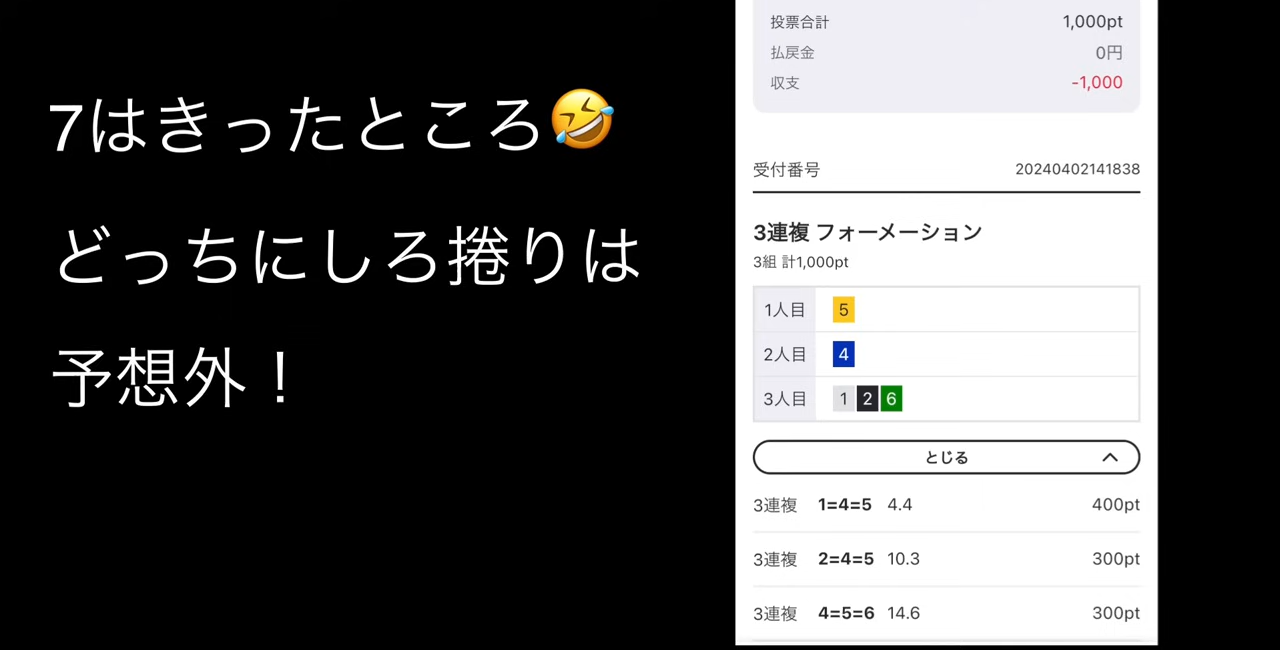 7はきったところ🤣
どっちにしろ捲りは
予想外！
投票合計 1,000pt
払戻金 0円
収支 -1,000
受付番号 20240402141838
3連複 フォーメーション
3組 計1,000pt
1人目 5
2人目 4
3人目 1 2 6
とじる
3連複 1=4=5 4.4 400pt
3連複 2=4=5 10.3 300pt
3連複 4=5=6 14.6 300pt